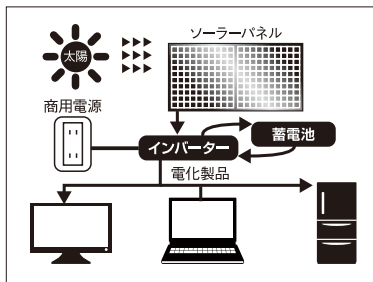 ソーラーパネル
太陽
商用電源
インバーター
蓄電池
電化製品